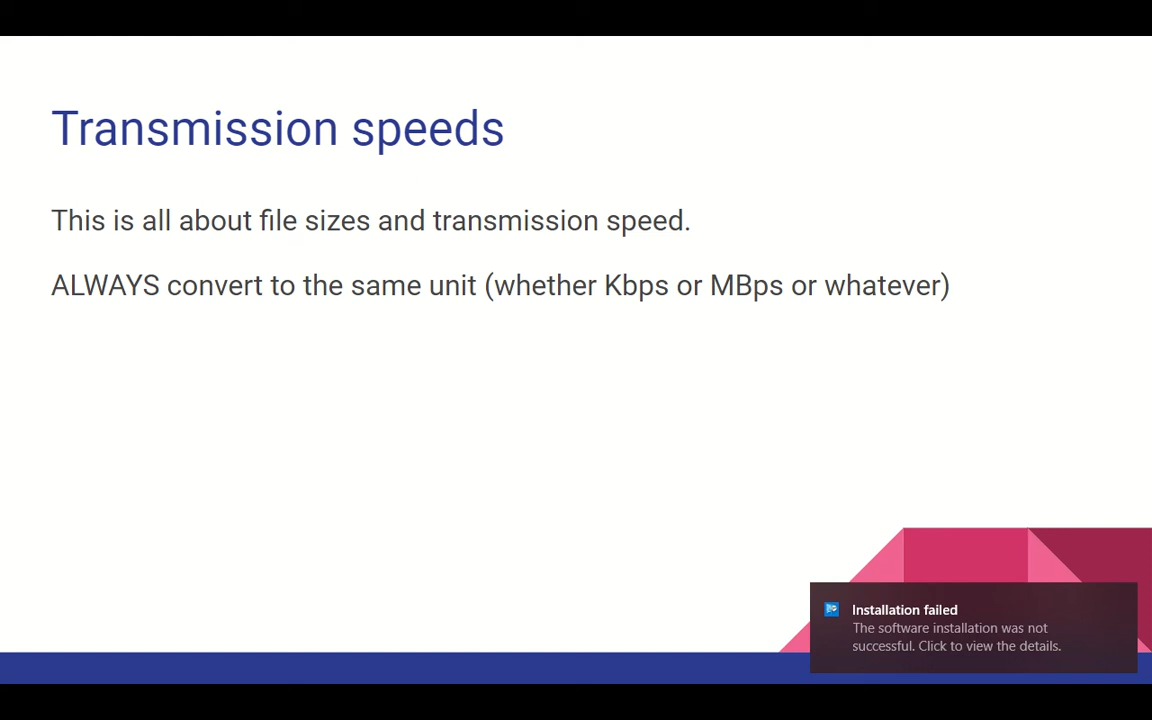 Transmission speeds
This is all about file sizes and transmission speed.
ALWAYS convert to the same unit (whether Kbps or MBps or whatever)
Installation failed
The software installation was not
successful. Click to view the details.